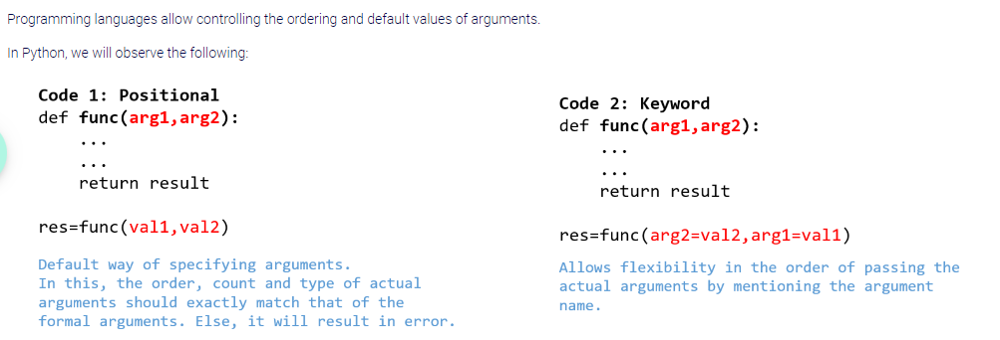 Programming languages allow controlling the ordering and default values of arguments.
In Python, we will observe the following:
Code 1: Positional
def func(arg1,arg2):
...
...
return result
res=func(val1,val2)
Default way of specifying arguments.
In this, the order, count and type of actual
arguments should exactly match that of the
formal arguments. Else, it will result in error.
Code 2: Keyword
def func(arg1,arg2):
...
...
return result
res=func(arg2=val2,arg1=val1)
Allows flexibility in the order of passing the
actual arguments by mentioning the argument
name.